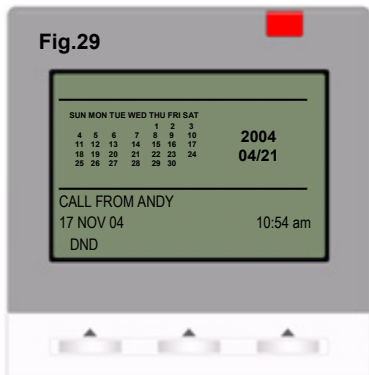 Fig.29
SUN MON TUE WED THU FRI SAT
1 2 3
4 5 6 7 8 9 10
11 12 13 14 15 16 17
18 19 20 21 22 23 24
25 26 27 28 29 30
2004
04/21
CALL FROM ANDY
17 NOV 04 10:54 am
DND